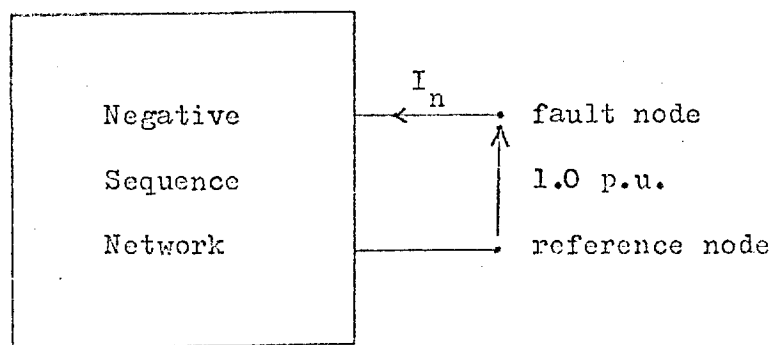 I_n
Negative
fault node
Sequence
1.0 p.u.
Network
reference node